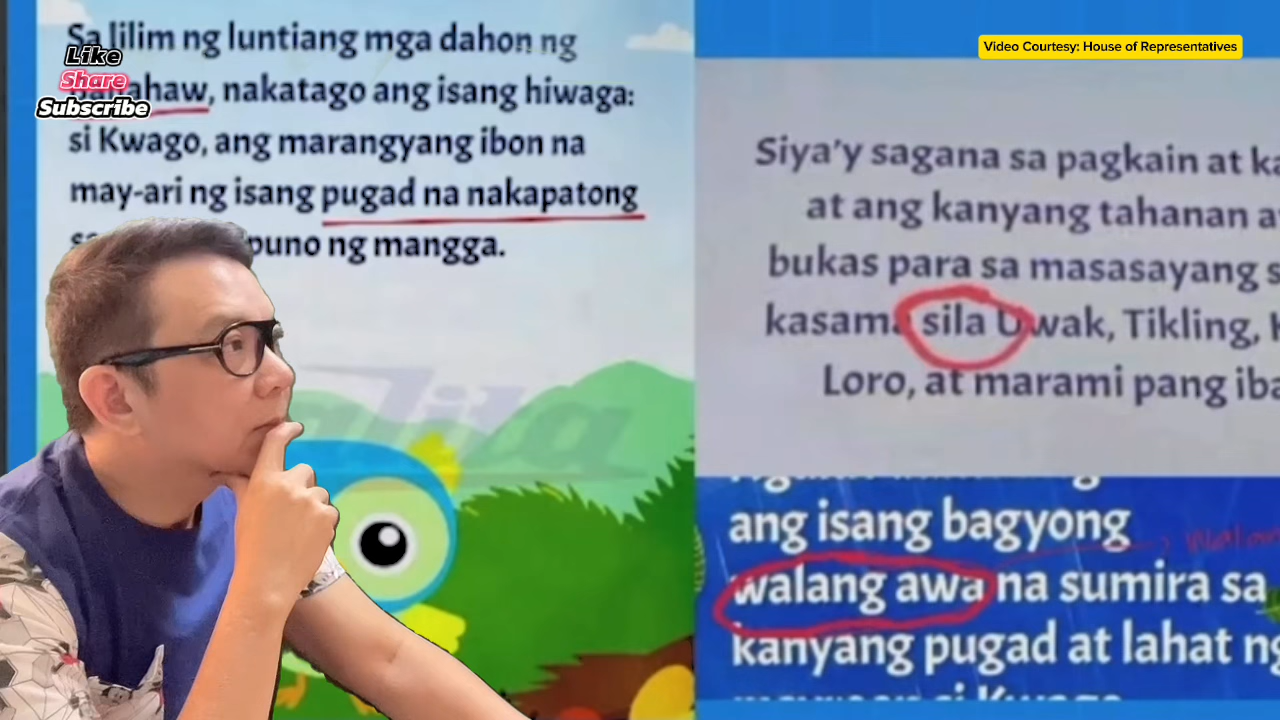 Sa lilim ng luntiang mga dahon ng
nakatago ang isang hiwaga:
si Kwago, ang marangyang ibon na
may-ari ng isang pugad na nakapatong
puno ng mangga.
Like
Share
Subscribe
Video Courtesy: House of Representatives
Siya'y sagana sa pagkain at
at ang kanyang tahanan
bukas para sa masasayang
kasama sila Uwak, Tikling,
Loro, at marami pang iba
ang isang bagyong
walang awa na sumira sa
kanyang pugad at lahat ng
si Kwago